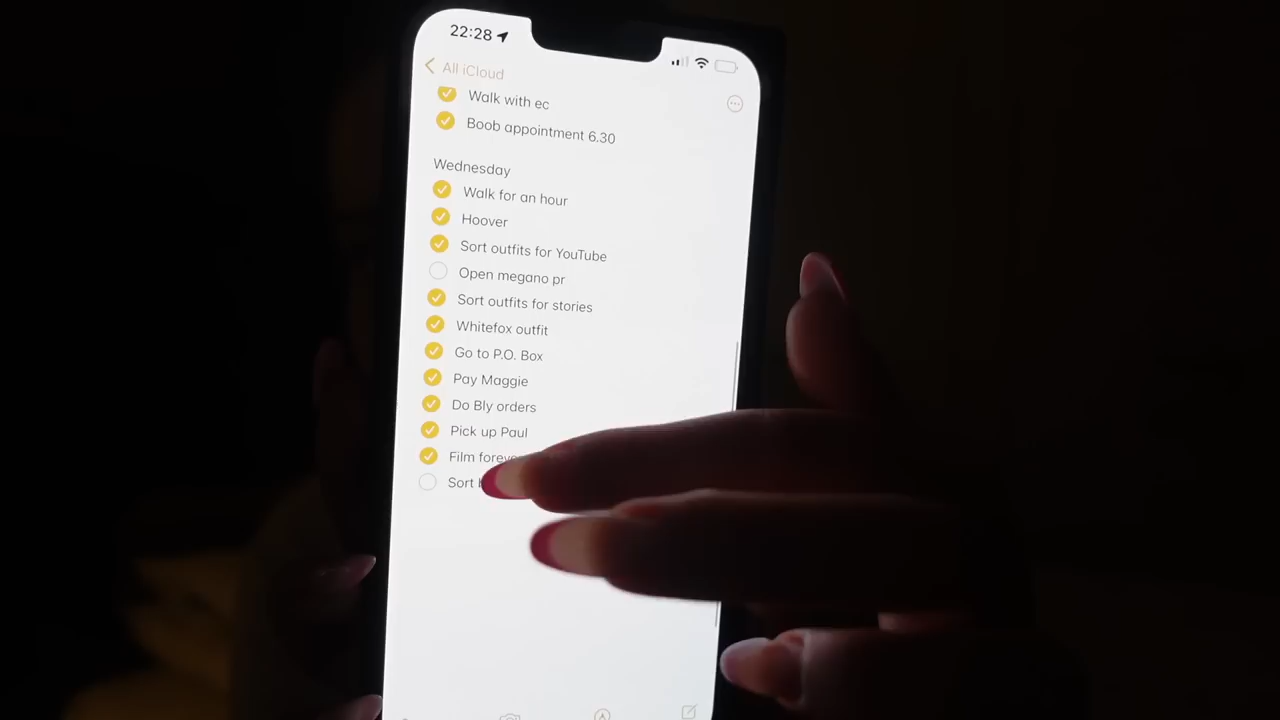 22:28
All iCloud
Walk with ec
Boob appointment 6.30
Wednesday
Walk for an hour
Hoover
Sort outfits for YouTube
Open megano pr
Sort outfits for stories
Whitefox outfit
Go to P.O. Box
Pay Maggie
Do Bly orders
Pick up Paul
Film
Sort